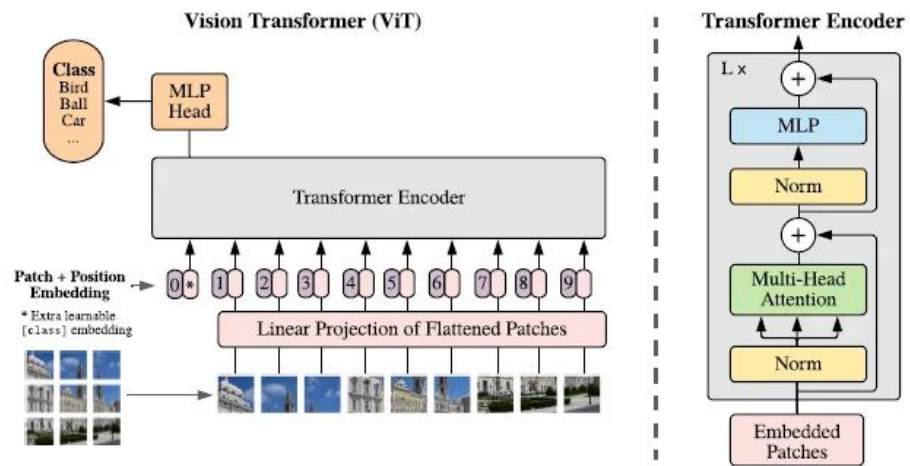 Vision Transformer (ViT)
Class
Bird
Ball
Car
...
MLP
Head
Transformer Encoder
Patch + Position
Embedding
0 * 1 2 3 4 5 6 7 8 9
* Extra learnable
[class] embedding
Linear Projection of Flattened Patches
Transformer Encoder
L x
+
MLP
Norm
+
Multi-Head
Attention
Norm
Embedded
Patches